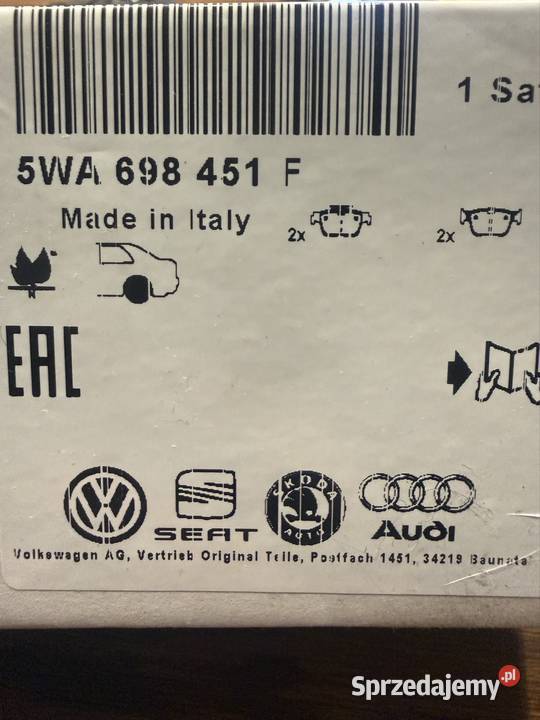 1 Sa
5WA 698 451 F
Made in Italy
2x
2x
EAC
SEAT
ŠKODA
AUTO
Audi
Volkswagen AG, Vertrieb Original Teile, Postfach 1451, 34219 Baunata
Sprzedajemy.pl